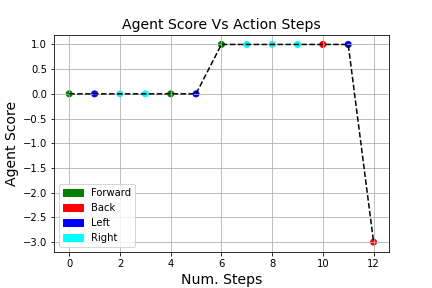 Agent Score Vs Action Steps
Agent Score
1.0
0.5
0.0
−0.5
−1.0
−1.5
−2.0
−2.5
−3.0
Forward
Back
Left
Right
0 2 4 6 8 10 12
Num. Steps